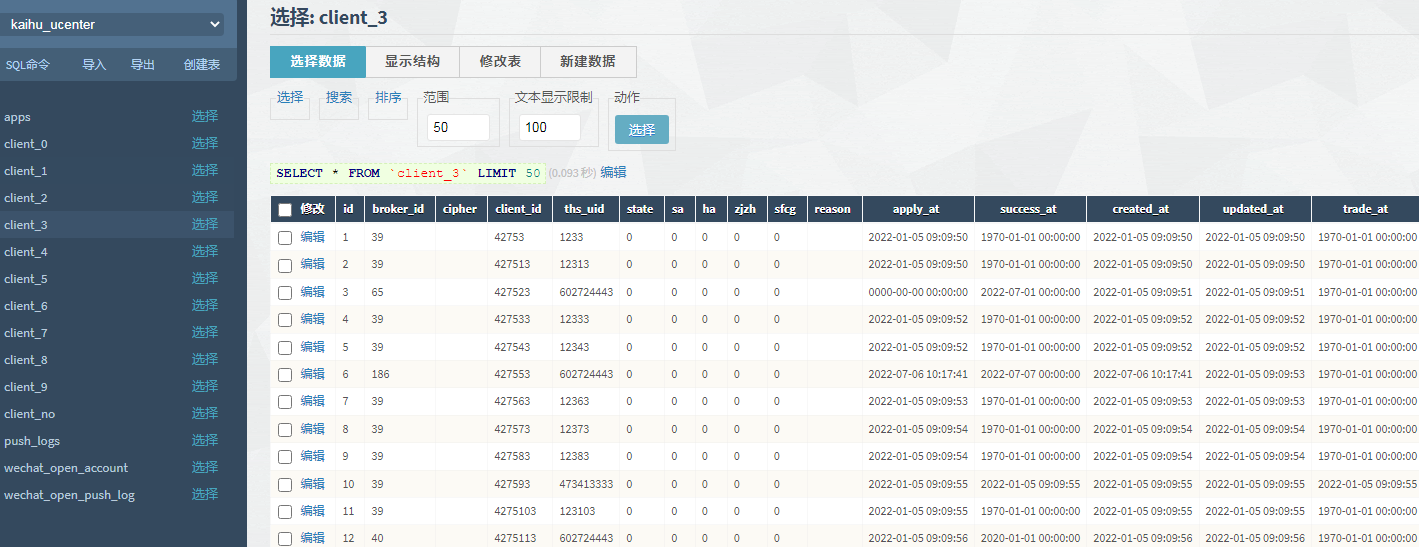 kaihu_ucenter
SQL命令 导入 导出 创建表
apps 选择
client_0 选择
client_1 选择
client_2 选择
client_3 选择
client_4 选择
client_5 选择
client_6 选择
client_7 选择
client_8 选择
client_9 选择
client_no 选择
push_logs 选择
wechat_open_account 选择
wechat_open_push_log 选择
选择: client_3
选择数据 显示结构 修改表 新建数据
选择 搜索 排序 范围 文本显示限制 动作
50 100 选择
SELECT * FROM `client_3` LIMIT 50 (0.093 秒) 编辑
修改 id broker_id cipher client_id ths_uid state sa ha zjzh sfcg reason apply_at success_at created_at updated_at trade_at
编辑 1 39 42753 1233 0 0 0 0 0 2022-01-05 09:09:50 1970-01-01 00:00:00 2022-01-05 09:09:50 2022-01-05 09:09:50 1970-01-01 00:00:00
编辑 2 39 427513 12313 0 0 0 0 0 2022-01-05 09:09:50 1970-01-01 00:00:00 2022-01-05 09:09:50 2022-01-05 09:09:50 1970-01-01 00:00:00
编辑 3 65 427523 602724443 0 0 0 0 0 0000-00-00 00:00:00 2022-07-01 00:00:00 2022-01-05 09:09:51 2022-01-05 09:09:51 1970-01-01 00:00:00
编辑 4 39 427533 12333 0 0 0 0 0 2022-01-05 09:09:52 1970-01-01 00:00:00 2022-01-05 09:09:52 2022-01-05 09:09:52 1970-01-01 00:00:00
编辑 5 39 427543 12343 0 0 0 0 0 2022-01-05 09:09:52 1970-01-01 00:00:00 2022-01-05 09:09:52 2022-01-05 09:09:52 1970-01-01 00:00:00
编辑 6 186 427553 602724443 0 0 0 0 0 2022-07-06 10:17:41 2022-07-07 00:00:00 2022-07-06 10:17:41 2022-01-05 09:09:53 1970-01-01 00:00:00
编辑 7 39 427563 12363 0 0 0 0 0 2022-01-05 09:09:53 1970-01-01 00:00:00 2022-01-05 09:09:53 2022-01-05 09:09:53 1970-01-01 00:00:00
编辑 8 39 427573 12373 0 0 0 0 0 2022-01-05 09:09:54 1970-01-01 00:00:00 2022-01-05 09:09:54 2022-01-05 09:09:54 1970-01-01 00:00:00
编辑 9 39 427583 12383 0 0 0 0 0 2022-01-05 09:09:54 1970-01-01 00:00:00 2022-01-05 09:09:54 2022-01-05 09:09:54 1970-01-01 00:00:00
编辑 10 39 427593 473413333 0 0 0 0 0 2022-01-05 09:09:55 2022-01-05 09:09:55 2022-01-05 09:09:55 2022-01-05 09:09:55 2022-01-05 09:09:55
编辑 11 39 4275103 123103 0 0 0 0 0 2022-01-05 09:09:55 1970-01-01 00:00:00 2022-01-05 09:09:55 2022-01-05 09:09:55 1970-01-01 00:00:00
编辑 12 40 4275113 602724443 0 0 0 0 0 2022-01-05 09:09:56 2020-01-01 00:00:00 2022-01-05 09:09:56 2022-01-05 09:09:56 1970-01-01 00:00:00